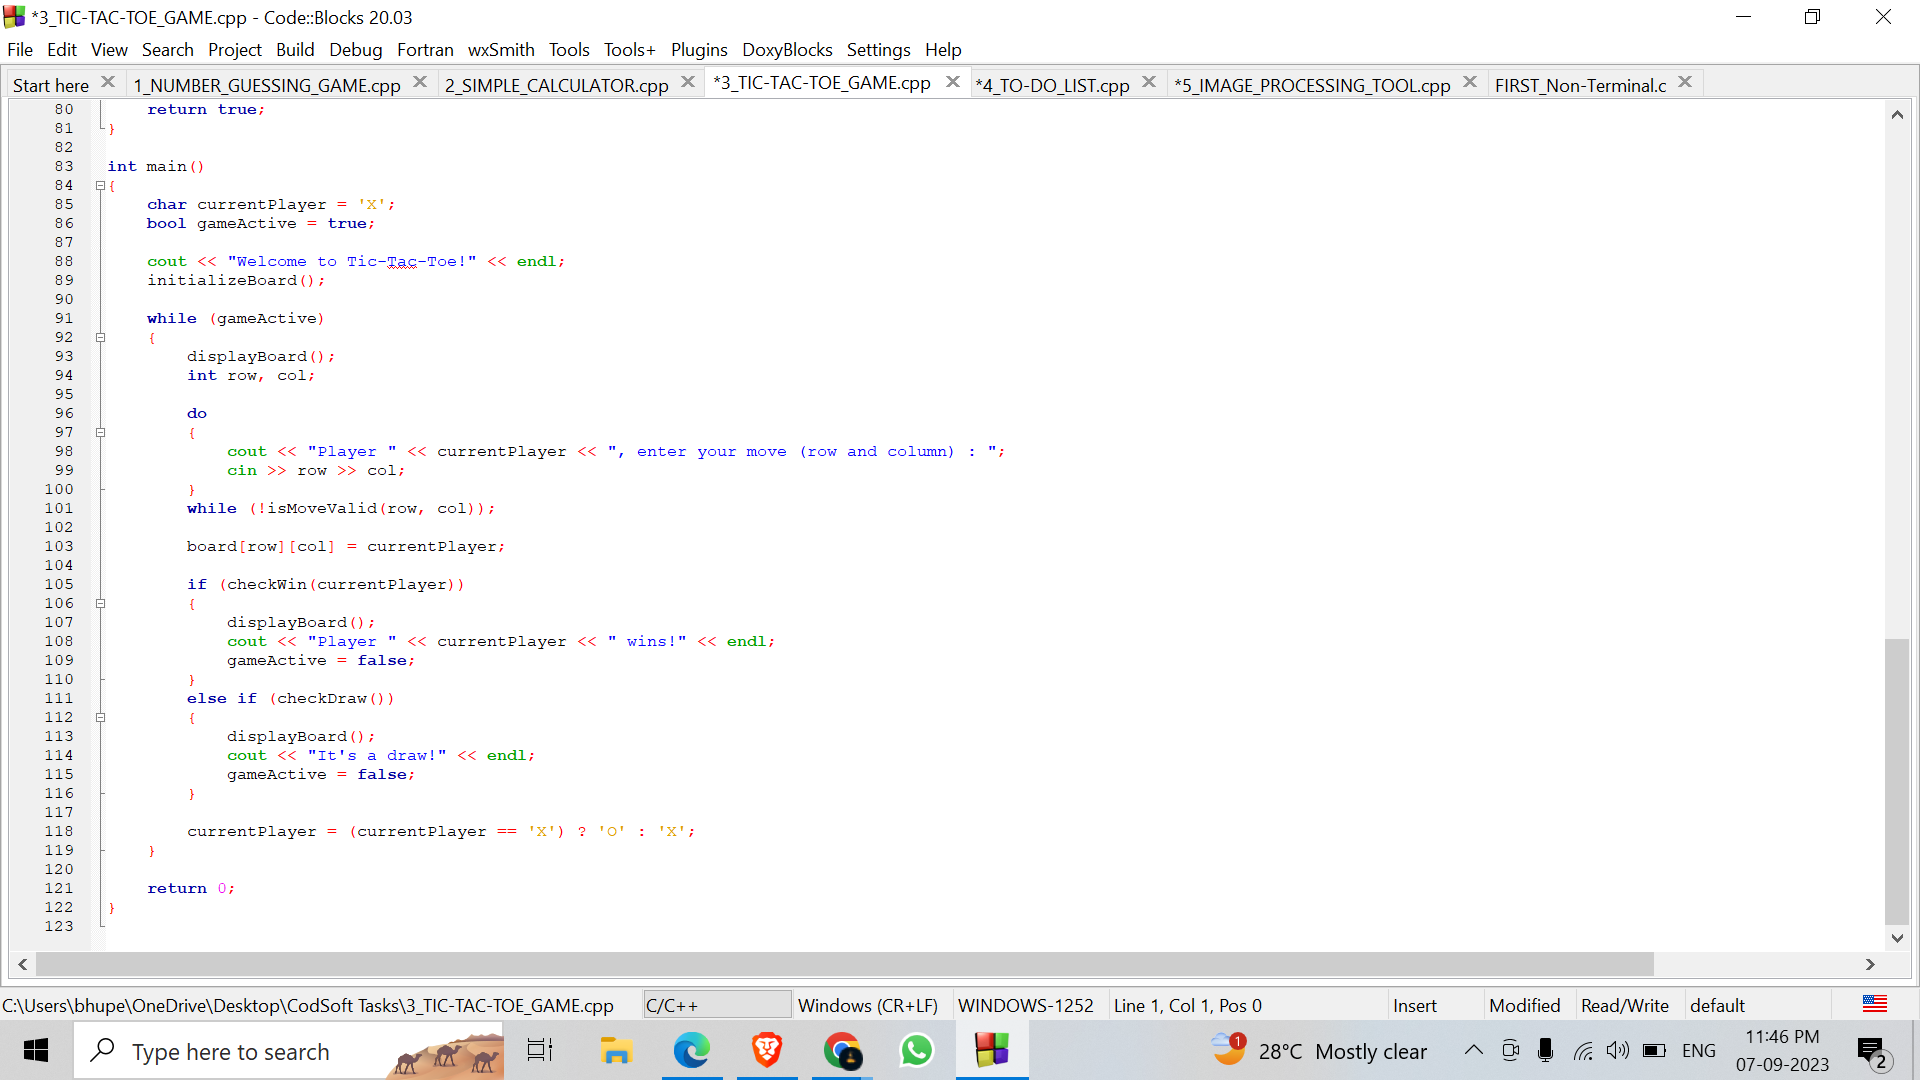 *3_TIC-TAC-TOE_GAME.cpp - Code::Blocks 20.03
File Edit View Search Project Build Debug Fortran wxSmith Tools Tools+ Plugins DoxyBlocks Settings Help
Start here 1_NUMBER_GUESSING_GAME.cpp 2_SIMPLE_CALCULATOR.cpp *3_TIC-TAC-TOE_GAME.cpp *4_TO-DO_LIST.cpp *5_IMAGE_PROCESSING_TOOL.cpp FIRST_Non-Terminal.c
80 return true;
81 }
82
83 int main()
84 {
85 char currentPlayer = 'X';
86 bool gameActive = true;
87
88 cout << "Welcome to Tic-Tac-Toe!" << endl;
89 initializeBoard();
90
91 while (gameActive)
92 {
93 displayBoard();
94 int row, col;
95
96 do
97 {
98 cout << "Player " << currentPlayer << ", enter your move (row and column) : ";
99 cin >> row >> col;
100 }
101 while (!isMoveValid(row, col));
102
103 board[row][col] = currentPlayer;
104
105 if (checkWin(currentPlayer))
106 {
107 displayBoard();
108 cout << "Player " << currentPlayer << " wins!" << endl;
109 gameActive = false;
110 }
111 else if (checkDraw())
112 {
113 displayBoard();
114 cout << "It's a draw!" << endl;
115 gameActive = false;
116 }
117
118 currentPlayer = (currentPlayer == 'X') ? 'O' : 'X';
119 }
120
121 return 0;
122 }
123
C:\Users\bhupe\OneDrive\Desktop\CodSoft Tasks\3_TIC-TAC-TOE_GAME.cpp C/C++ Windows (CR+LF) WINDOWS-1252 Line 1, Col 1, Pos 0 Insert Modified Read/Write default
Type here to search 1 28°C Mostly clear ENG 11:46 PM 2
07-09-2023